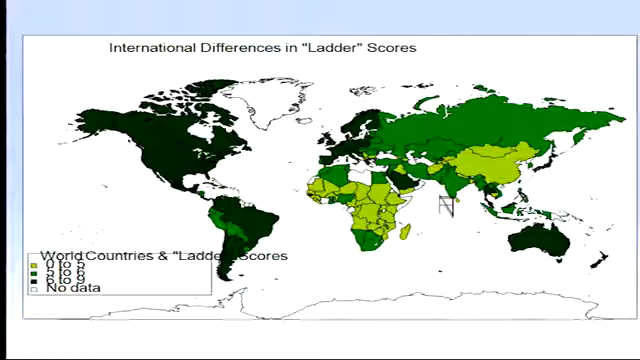 International Differences in "Ladder" Scores
World Countries & "Ladder" Scores
0 to 5
5 to 6
6 to 9
No data